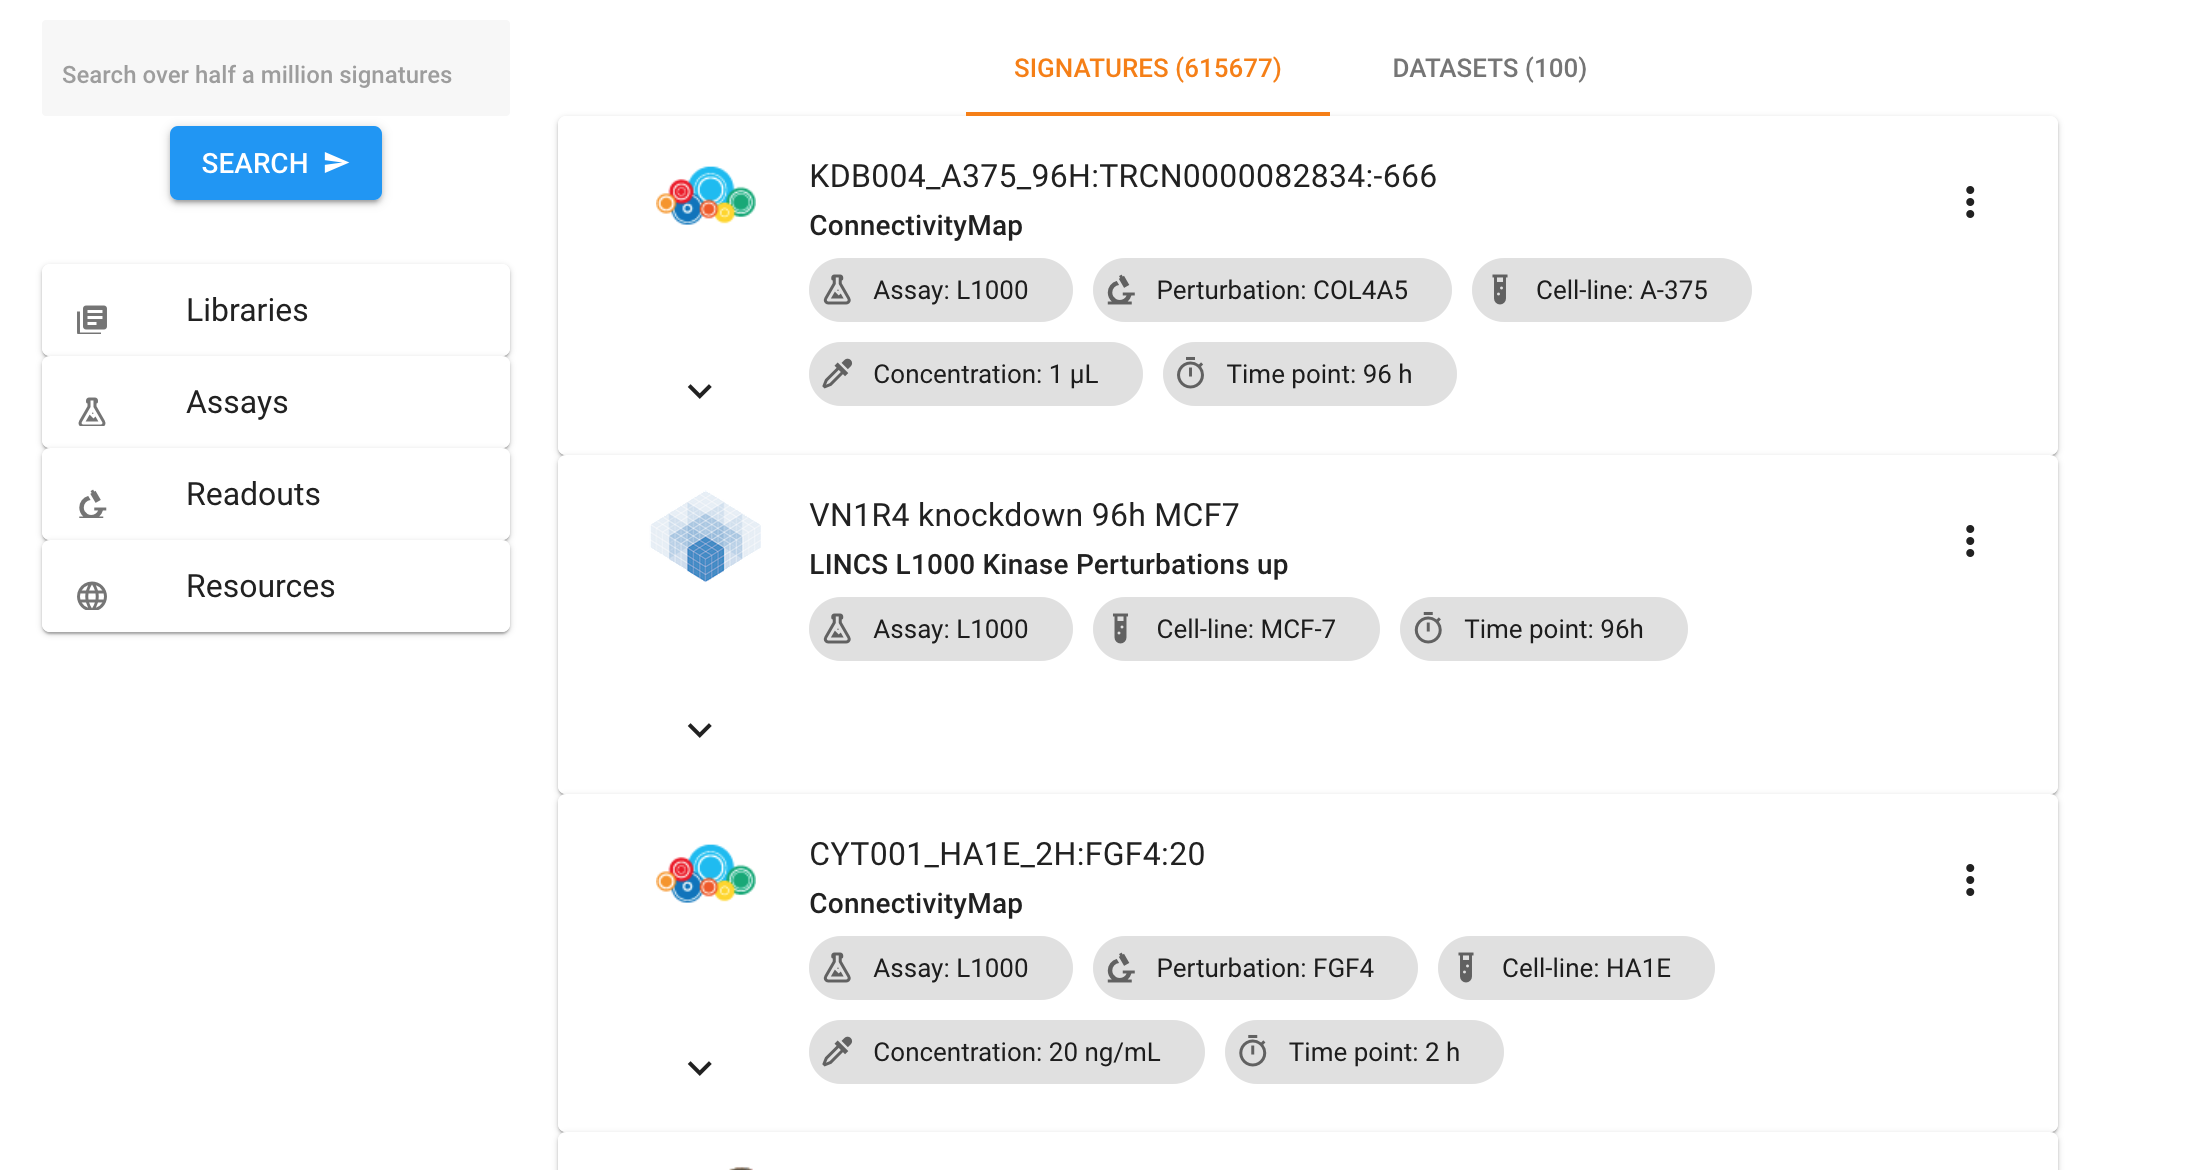 Search over half a million signatures
SEARCH
Libraries
Assays
Readouts
Resources
SIGNATURES (615677) DATASETS (100)
KDB004_A375_96H:TRCN0000082834:-666
ConnectivityMap
Assay: L1000 Perturbation: COL4A5 Cell-line: A-375
Concentration: 1 µL Time point: 96 h
VN1R4 knockdown 96h MCF7
LINCS L1000 Kinase Perturbations up
Assay: L1000 Cell-line: MCF-7 Time point: 96h
CYT001_HA1E_2H:FGF4:20
ConnectivityMap
Assay: L1000 Perturbation: FGF4 Cell-line: HA1E
Concentration: 20 ng/mL Time point: 2 h